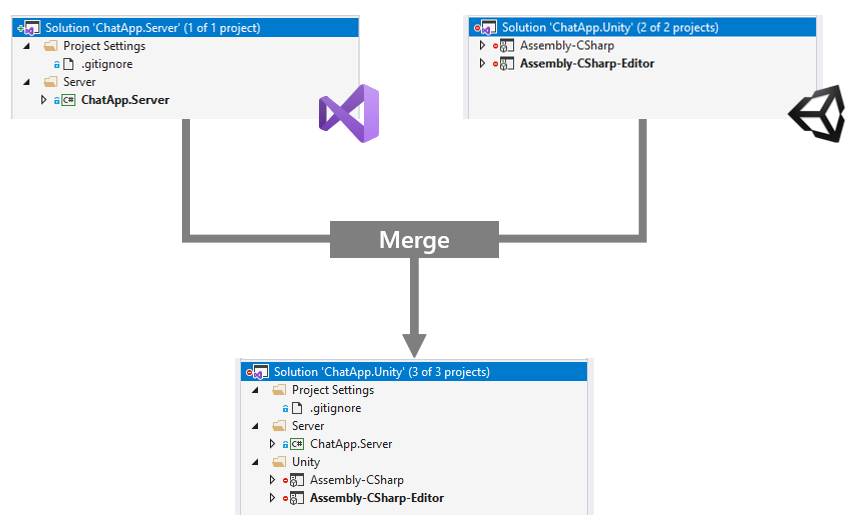 Solution 'ChatApp.Server' (1 of 1 project)
Project Settings
.gitignore
Server
C# ChatApp.Server
Solution 'ChatApp.Unity' (2 of 2 projects)
Assembly-CSharp
Assembly-CSharp-Editor
Merge
Solution 'ChatApp.Unity' (3 of 3 projects)
Project Settings
.gitignore
Server
C# ChatApp.Server
Unity
Assembly-CSharp
Assembly-CSharp-Editor